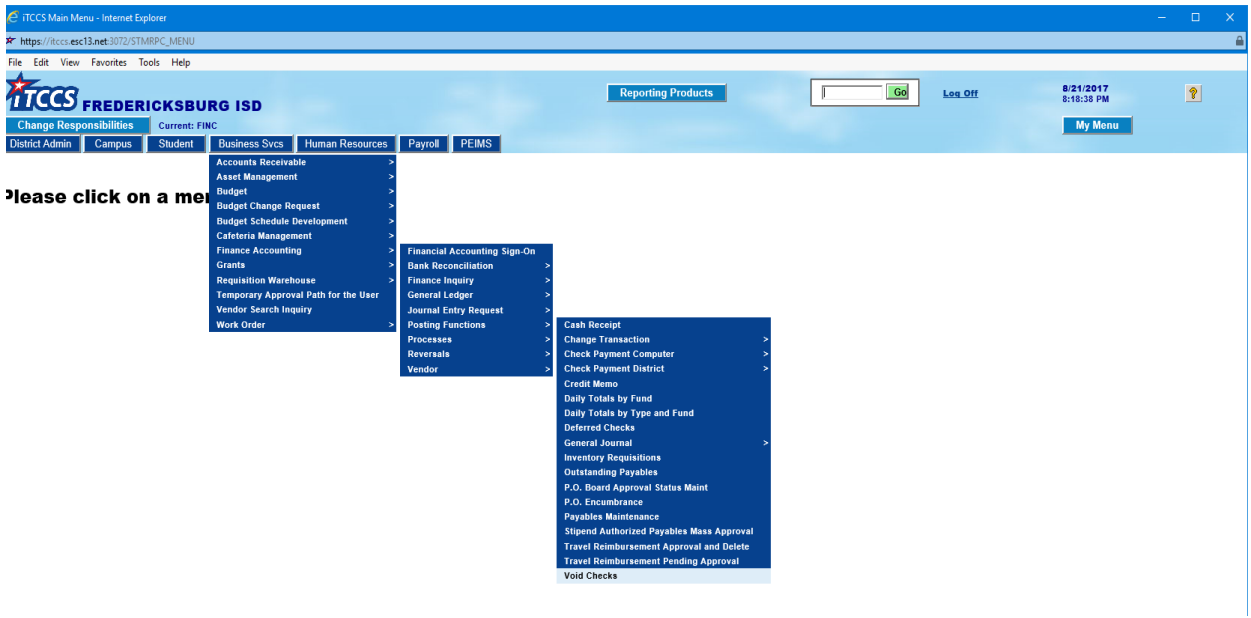 iTCCS Main Menu - Internet Explorer
https://itccs.esc13.net:3072/STMRPC_MENU
File Edit View Favorites Tools Help
iTCCS FREDERICKSBURG ISD
Reporting Products
Go
Log Off
8/21/2017
8:18:38 PM
?
Change Responsibilities Current: FINC
My Menu
District Admin Campus Student Business Svcs Human Resources Payroll PEIMS
Please click on a me
Accounts Receivable >
Asset Management >
Budget >
Budget Change Request >
Budget Schedule Development >
Cafeteria Management >
Finance Accounting >
Grants >
Requisition Warehouse >
Temporary Approval Path for the User
Vendor Search Inquiry
Work Order >
Financial Accounting Sign-On
Bank Reconciliation >
Finance Inquiry >
General Ledger >
Journal Entry Request >
Posting Functions >
Processes >
Reversals >
Vendor >
Cash Receipt
Change Transaction >
Check Payment Computer >
Check Payment District >
Credit Memo
Daily Totals by Fund
Daily Totals by Type and Fund
Deferred Checks
General Journal >
Inventory Requisitions
Outstanding Payables
P.O. Board Approval Status Maint
P.O. Encumbrance
Payables Maintenance
Stipend Authorized Payables Mass Approval
Travel Reimbursement Approval and Delete
Travel Reimbursement Pending Approval
Void Checks